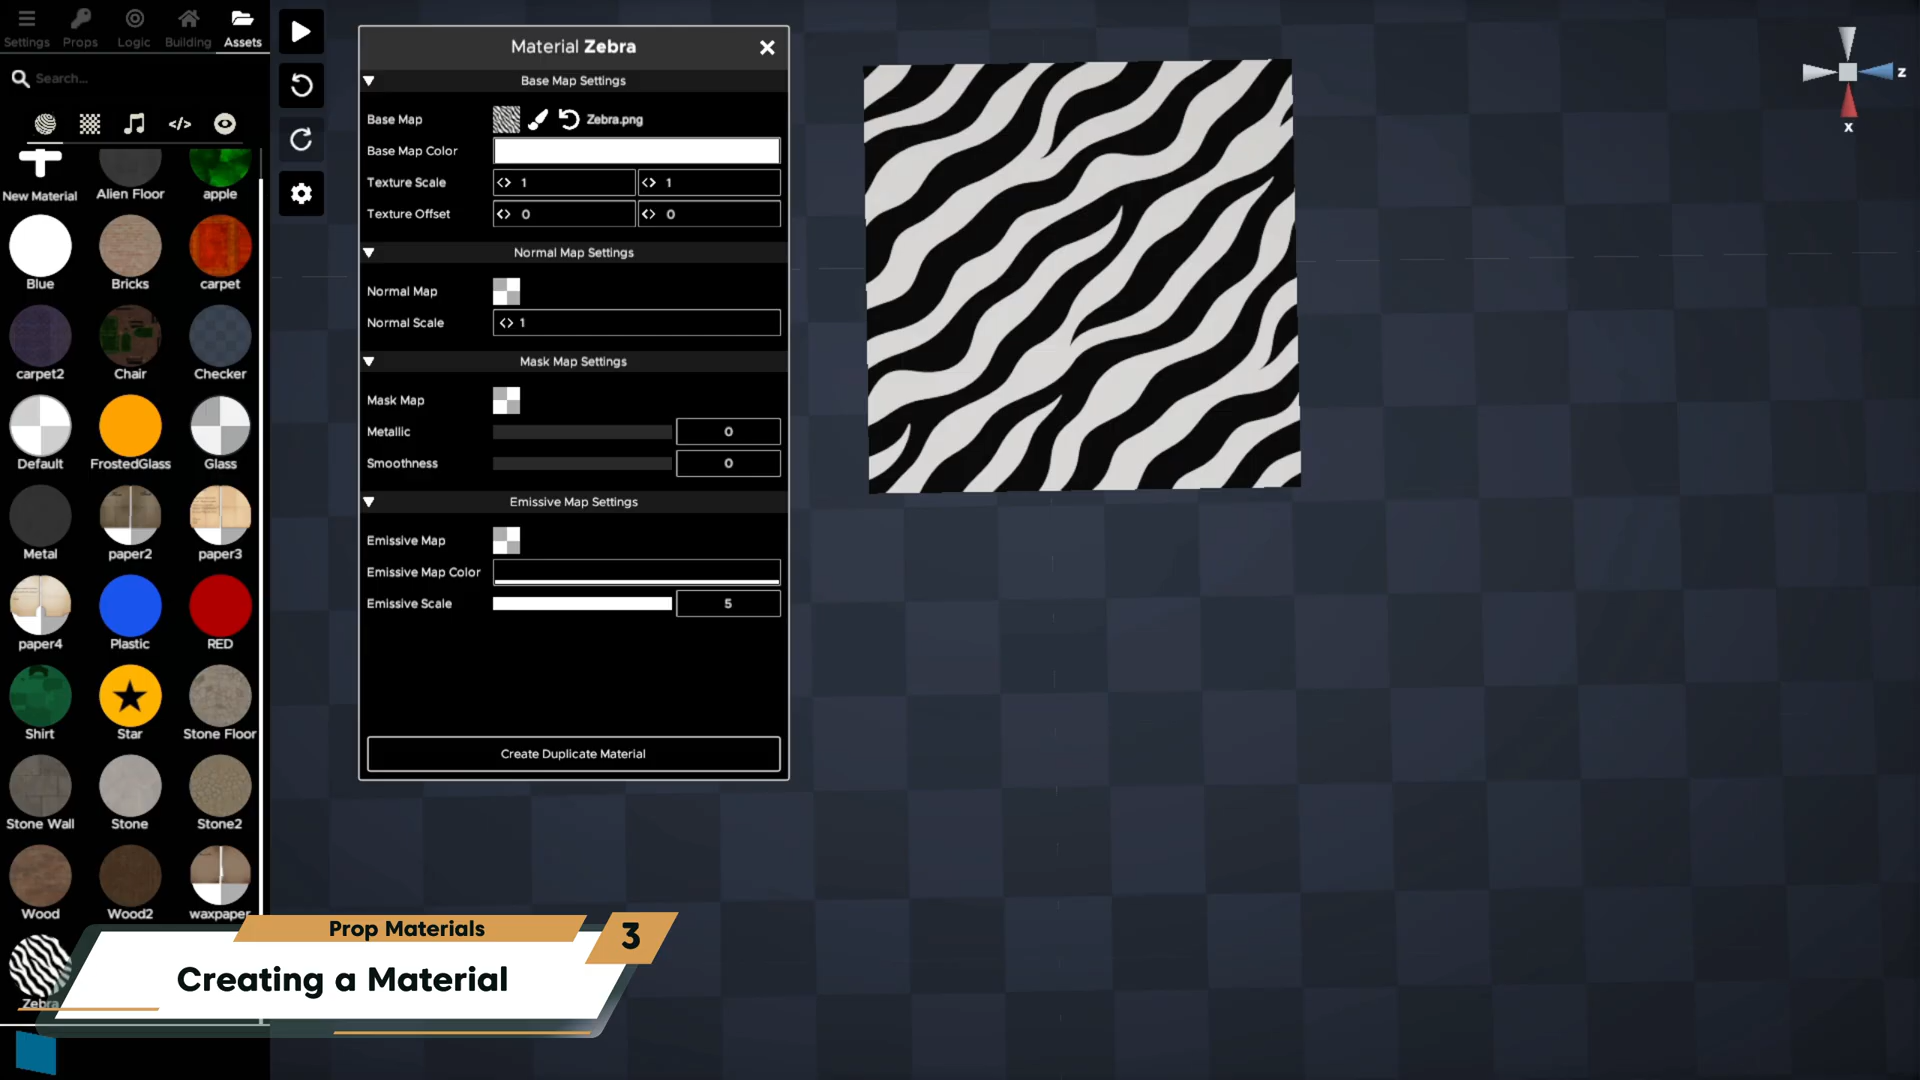 Settings
Props
Logic
Building
Assets
Search...
New Material
Alien Floor
apple
Blue
Bricks
carpet
carpet2
Chair
Checker
Default
FrostedGlass
Glass
Metal
paper2
paper3
paper4
Plastic
RED
Shirt
Star
Stone Floor
Stone Wall
Stone
Stone2
Wood
Wood2
waxpaper
Zebra
Material Zebra
Base Map Settings
Base Map
Zebra.png
Base Map Color
Texture Scale
<> 1
<> 1
Texture Offset
<> 0
<> 0
Normal Map Settings
Normal Map
Normal Scale
<> 1
Mask Map Settings
Mask Map
Metallic
0
Smoothness
0
Emissive Map Settings
Emissive Map
Emissive Map Color
Emissive Scale
5
Create Duplicate Material
z
x
Prop Materials
3
Creating a Material